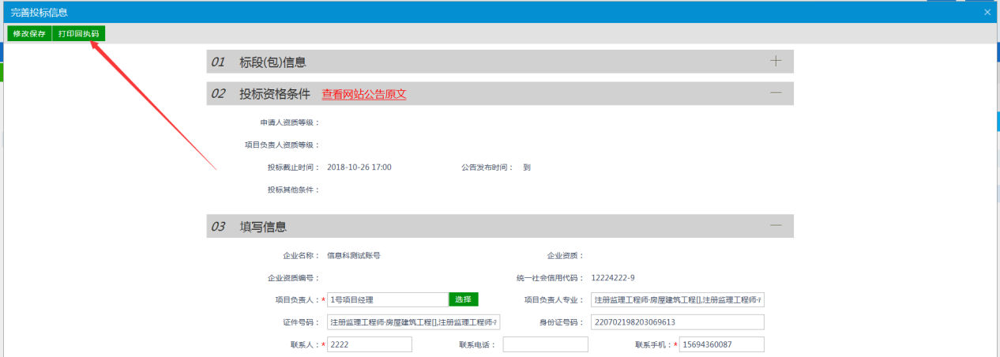 完善投标信息
修改保存 打印回执码
01 标段(包)信息
02 投标资格条件 查看网站公告原文
申请人资质等级：
项目负责人资质等级：
投标截止时间： 2018-10-26 17:00 公告发布时间： 到
投标其他条件：
03 填写信息
企业名称： 信息科测试账号 企业资质：
企业资质编号： 统一社会信用代码： 12224222-9
项目负责人：* 1号项目经理 选择 项目负责人专业： 注册监理工程师·房屋建筑工程[],注册监理工程师·
证件号码： 注册监理工程师·房屋建筑工程[],注册监理工程师· 身份证号码： 220702198203069613
联系人：* 2222 联系电话： 联系手机：* 15694360087